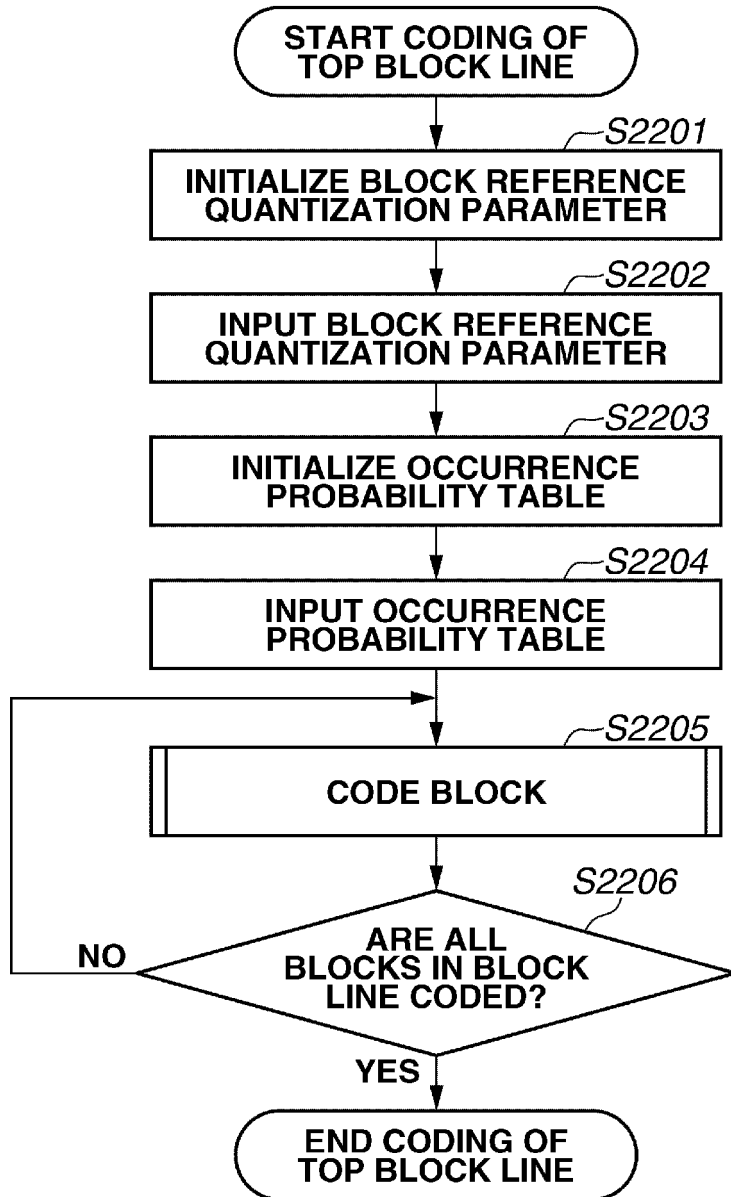 START CODING OF
TOP BLOCK LINE
S2201
INITIALIZE BLOCK REFERENCE
QUANTIZATION PARAMETER
S2202
INPUT BLOCK REFERENCE
QUANTIZATION PARAMETER
S2203
INITIALIZE OCCURRENCE
PROBABILITY TABLE
S2204
INPUT OCCURRENCE
PROBABILITY TABLE
S2205
CODE BLOCK
S2206
ARE ALL
BLOCKS IN BLOCK
LINE CODED?
NO
YES
END CODING OF
TOP BLOCK LINE